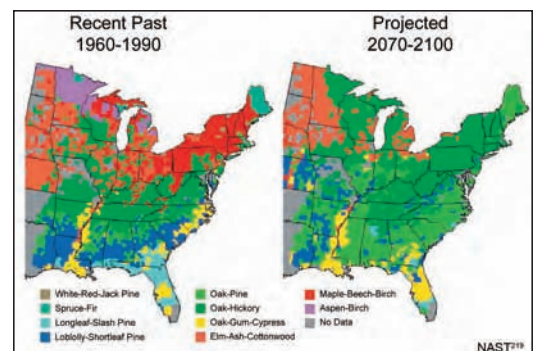 Recent Past
1960-1990
Projected
2070-2100
White-Red-Jack Pine
Spruce-Fir
Longleaf-Slash Pine
Loblolly-Shortleaf Pine
Oak-Pine
Oak-Hickory
Oak-Gum-Cypress
Elm-Ash-Cottonwood
Maple-Beech-Birch
Aspen-Birch
No Data
NAST²¹⁹